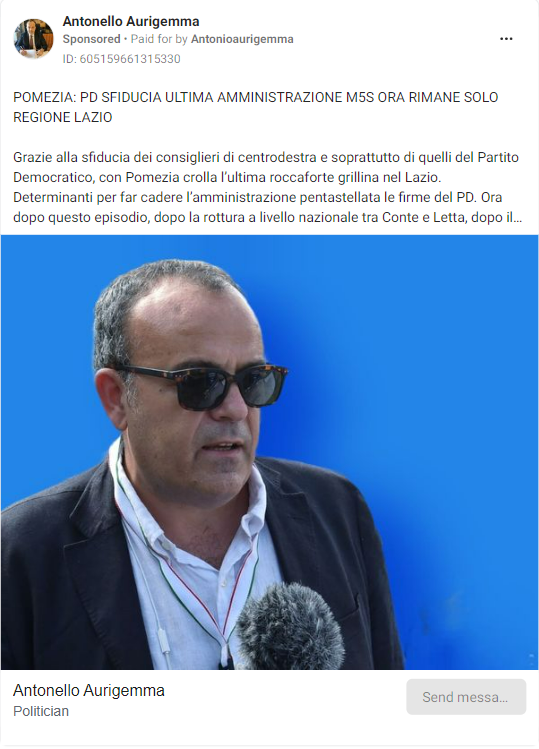 Antonello Aurigemma
Sponsored • Paid for by Antonioaurigemma
ID: 605159661315330
POMEZIA: PD SFIDUCIA ULTIMA AMMINISTRAZIONE M5S ORA RIMANE SOLO
REGIONE LAZIO
Grazie alla sfiducia dei consiglieri di centrodestra e soprattutto di quelli del Partito
Democratico, con Pomezia crolla l’ultima roccaforte grillina nel Lazio.
Determinanti per far cadere l’amministrazione pentastellata le firme del PD. Ora
dopo questo episodio, dopo la rottura a livello nazionale tra Conte e Letta, dopo il...
Antonello Aurigemma
Politician
Send messa...